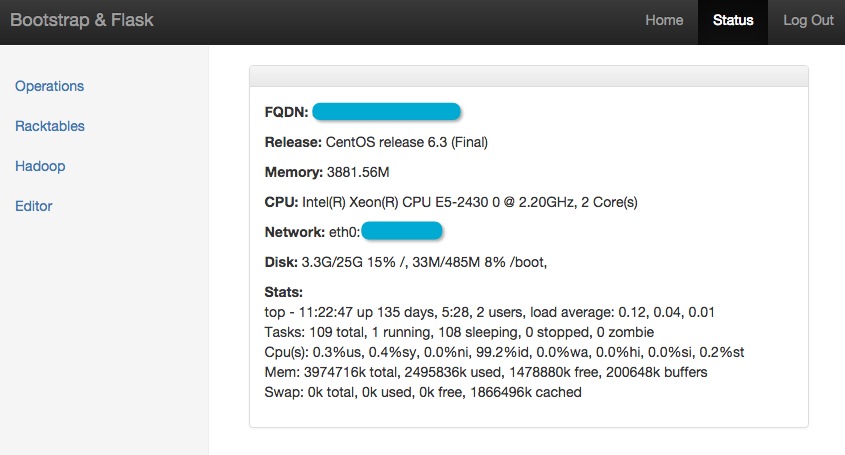 Bootstrap & Flask
Home
Status
Log Out
Operations
Racktables
Hadoop
Editor
FQDN:
Release: CentOS release 6.3 (Final)
Memory: 3881.56M
CPU: Intel(R) Xeon(R) CPU E5-2430 0 @ 2.20GHz, 2 Core(s)
Network: eth0:
Disk: 3.3G/25G 15% /, 33M/485M 8% /boot,
Stats:
top - 11:22:47 up 135 days, 5:28, 2 users, load average: 0.12, 0.04, 0.01
Tasks: 109 total, 1 running, 108 sleeping, 0 stopped, 0 zombie
Cpu(s): 0.3%us, 0.4%sy, 0.0%ni, 99.2%id, 0.0%wa, 0.0%hi, 0.0%si, 0.2%st
Mem: 3974716k total, 2495836k used, 1478880k free, 200648k buffers
Swap: 0k total, 0k used, 0k free, 1866496k cached